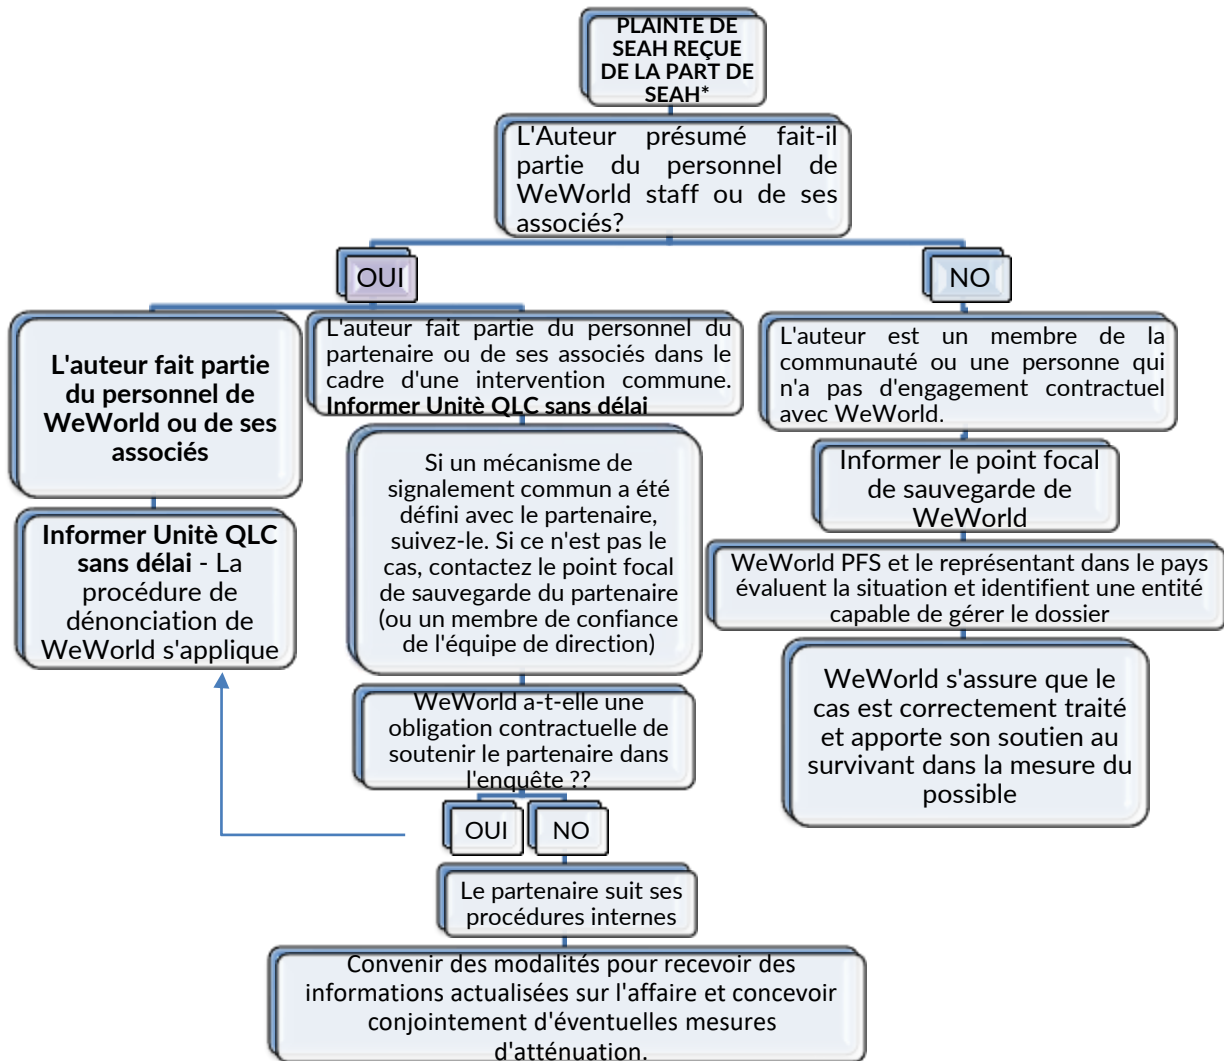 PLAINTE DE
SEAH REÇUE
DE LA PART DE
SEAH*
L'Auteur présumé fait-il
partie du personnel de
WeWorld staff ou de ses
associés?
OUI
NO
L'auteur fait partie
du personnel de
WeWorld ou de ses
associés
Informer Unitè QLC
sans délai - La
procédure de
dénonciation de
WeWorld s'applique
L'auteur fait partie du personnel du
partenaire ou de ses associés dans le
cadre d'une intervention commune.
Informer Unitè QLC sans délai
Si un mécanisme de
signalement commun a été
défini avec le partenaire,
suivez-le. Si ce n'est pas le
cas, contactez le point focal
de sauvegarde du partenaire
(ou un membre de confiance
de l'équipe de direction)
WeWorld a-t-elle une
obligation contractuelle de
soutenir le partenaire dans
l'enquête ??
OUI
NO
Le partenaire suit ses
procédures internes
Convenir des modalités pour recevoir des
informations actualisées sur l'affaire et concevoir
conjointement d'éventuelles mesures
d'atténuation.
L'auteur est un membre de la
communauté ou une personne qui
n'a pas d'engagement contractuel
avec WeWorld.
Informer le point focal
de sauvegarde de
WeWorld
WeWorld PFS et le représentant dans le pays
évaluent la situation et identifient une entité
capable de gérer le dossier
WeWorld s'assure que le
cas est correctement traité
et apporte son soutien au
survivant dans la mesure du
possible